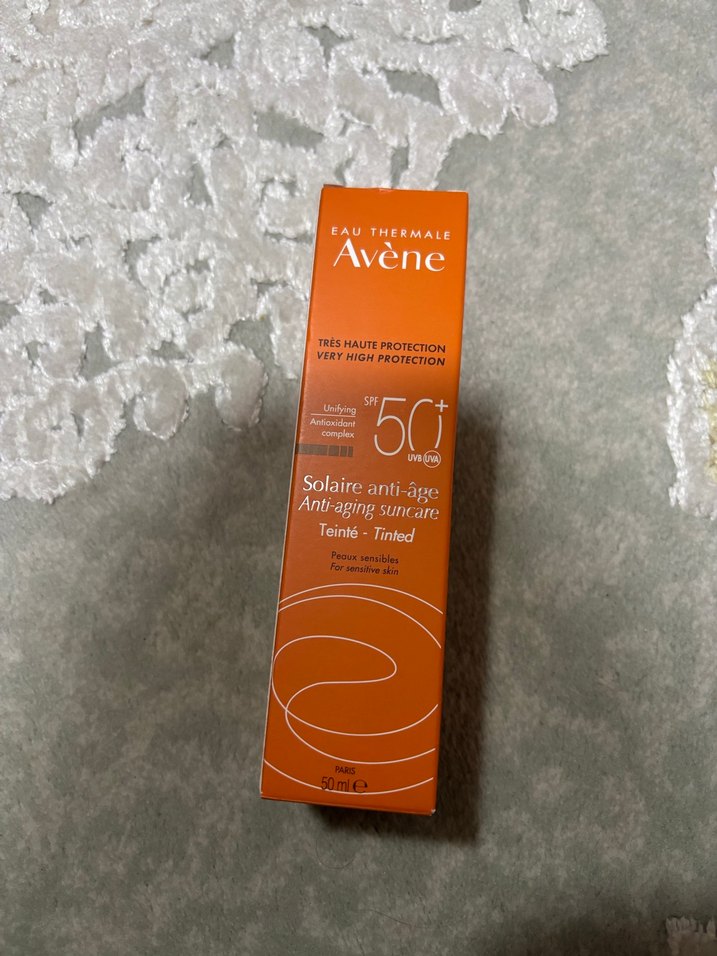 EAU THERMALE
Avène
TRÈS HAUTE PROTECTION
VERY HIGH PROTECTION
Unifying
Antioxidant
complex
SPF 50+
UVB UVA
Solaire anti-âge
Anti-aging suncare
Teinté - Tinted
Peaux sensibles
For sensitive skin
PARIS
50 ml ℮